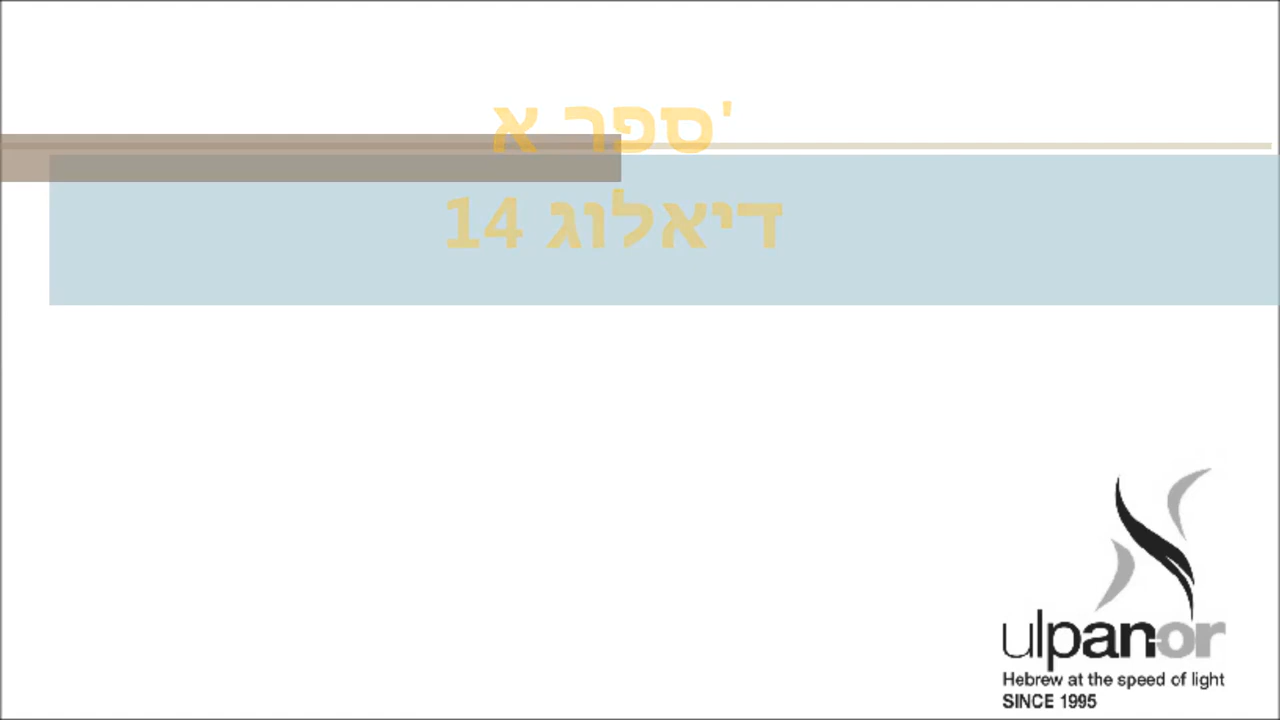 ספר א'
דיאלוג 14
ulpan-or
Hebrew at the speed of light
SINCE 1995